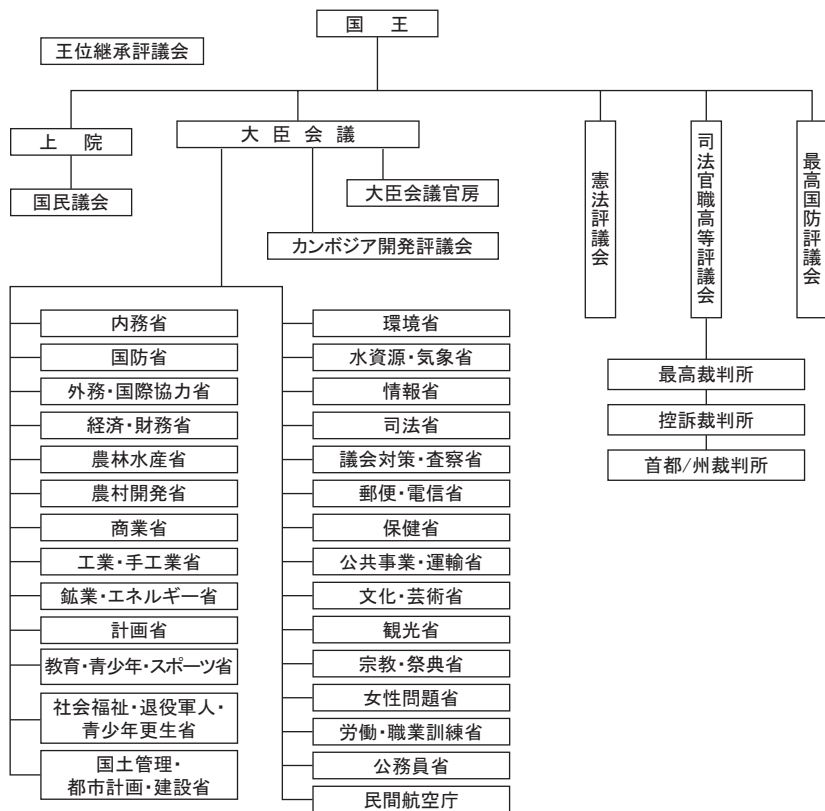 国 王
王位継承評議会
上 院
大 臣 会 議
国民議会
大臣会議官房
カンボジア開発評議会
憲法評議会
司法官職高等評議会
最高国防評議会
最高裁判所
控訴裁判所
首都/州裁判所
内務省
国防省
外務・国際協力省
経済・財務省
農林水産省
農村開発省
商業省
工業・手工業省
鉱業・エネルギー省
計画省
教育・青少年・スポーツ省
社会福祉・退役軍人・
青少年更生省
国土管理・
都市計画・建設省
環境省
水資源・気象省
情報省
司法省
議会対策・査察省
郵便・電信省
保健省
公共事業・運輸省
文化・芸術省
観光省
宗教・祭典省
女性問題省
労働・職業訓練省
公務員省
民間航空庁